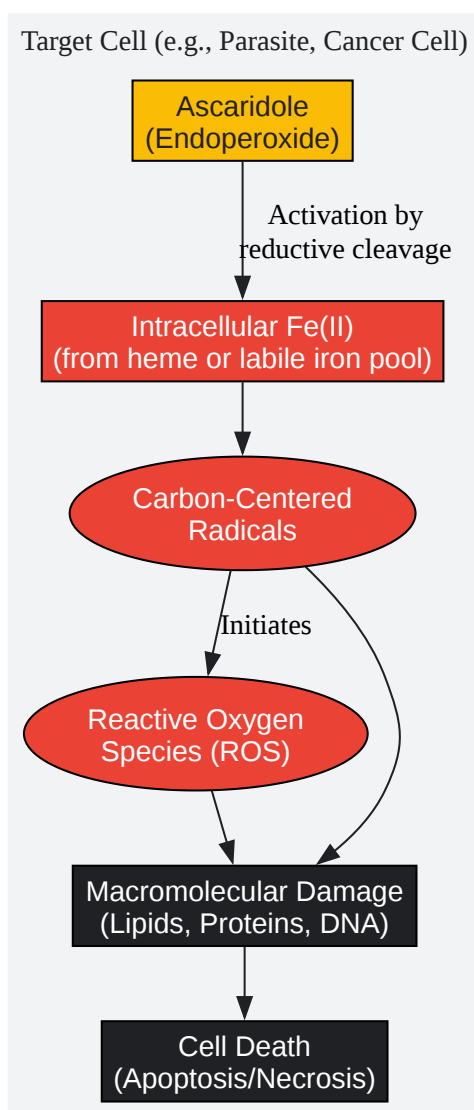 Target Cell (e.g., Parasite, Cancer Cell)
Ascaridole
(Endoperoxide)
Activation by
reductive cleavage
Intracellular Fe(II)
(from heme or labile iron pool)
Carbon-Centered
Radicals
Initiates
Reactive Oxygen
Species (ROS)
Macromolecular Damage
(Lipids, Proteins, DNA)
Cell Death
(Apoptosis/Necrosis)